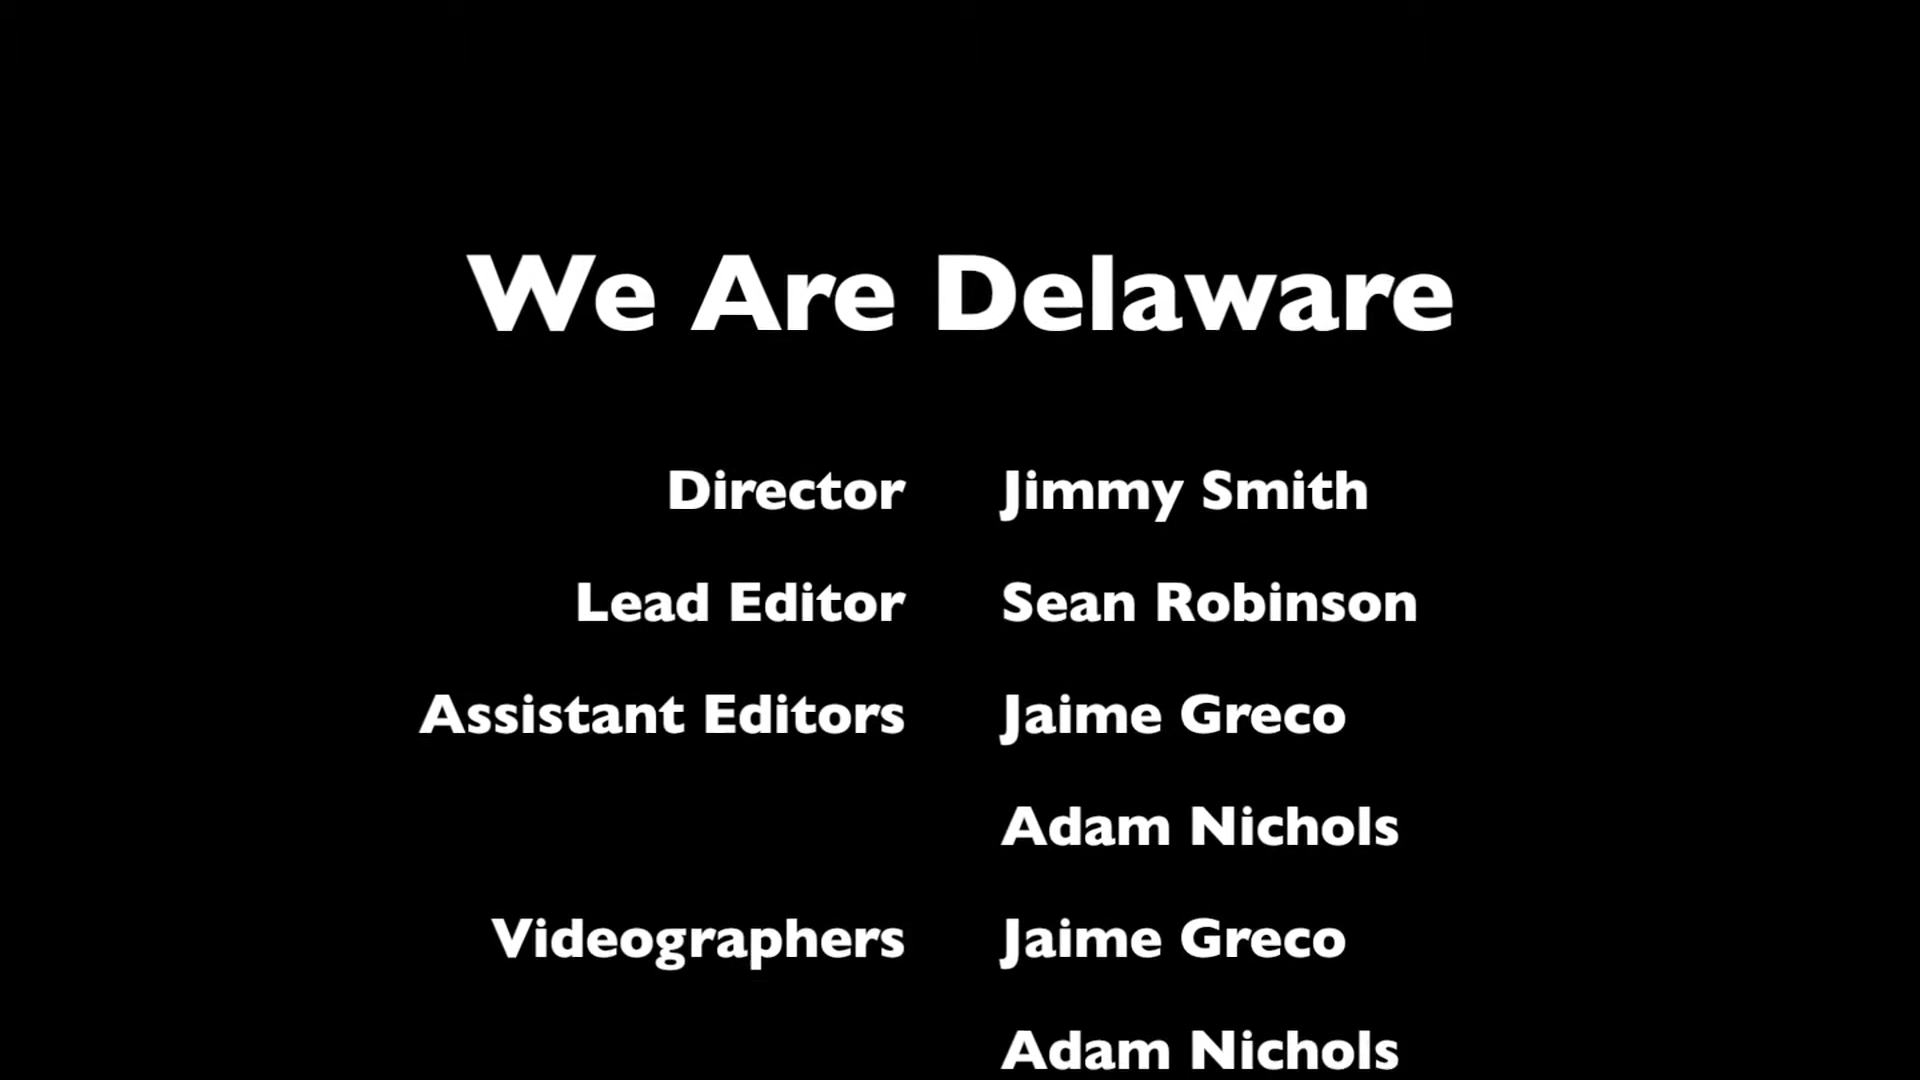 We Are Delaware
Director Jimmy Smith
Lead Editor Sean Robinson
Assistant Editors Jaime Greco
Adam Nichols
Videographers Jaime Greco
Adam Nichols